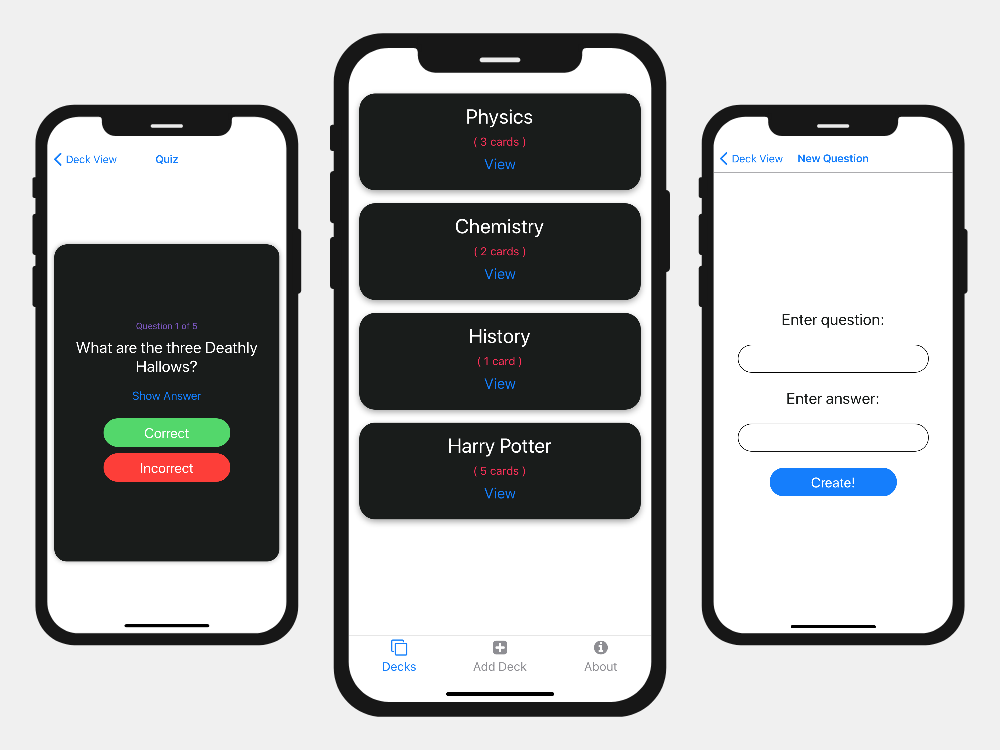 Deck View
Quiz
Question 1 of 5
What are the three Deathly
Hallows?
Show Answer
Correct
Incorrect
Physics
( 3 cards )
View
Chemistry
( 2 cards )
View
History
( 1 card )
View
Harry Potter
( 5 cards )
View
Decks
Add Deck
About
Deck View
New Question
Enter question:
Enter answer:
Create!